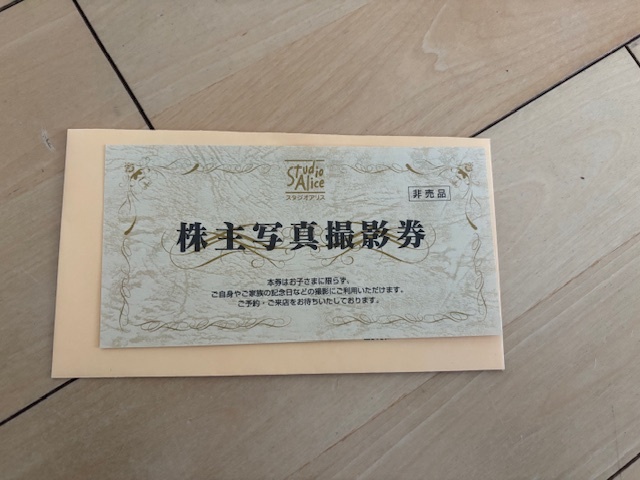 Studio
Alice
スタジオアリス
非売品
株主写真撮影券
本券はお子さまに限らず、
ご自身やご家族の記念日などの撮影にご利用いただけます。
ご予約・ご来店をお待ちいたしております。